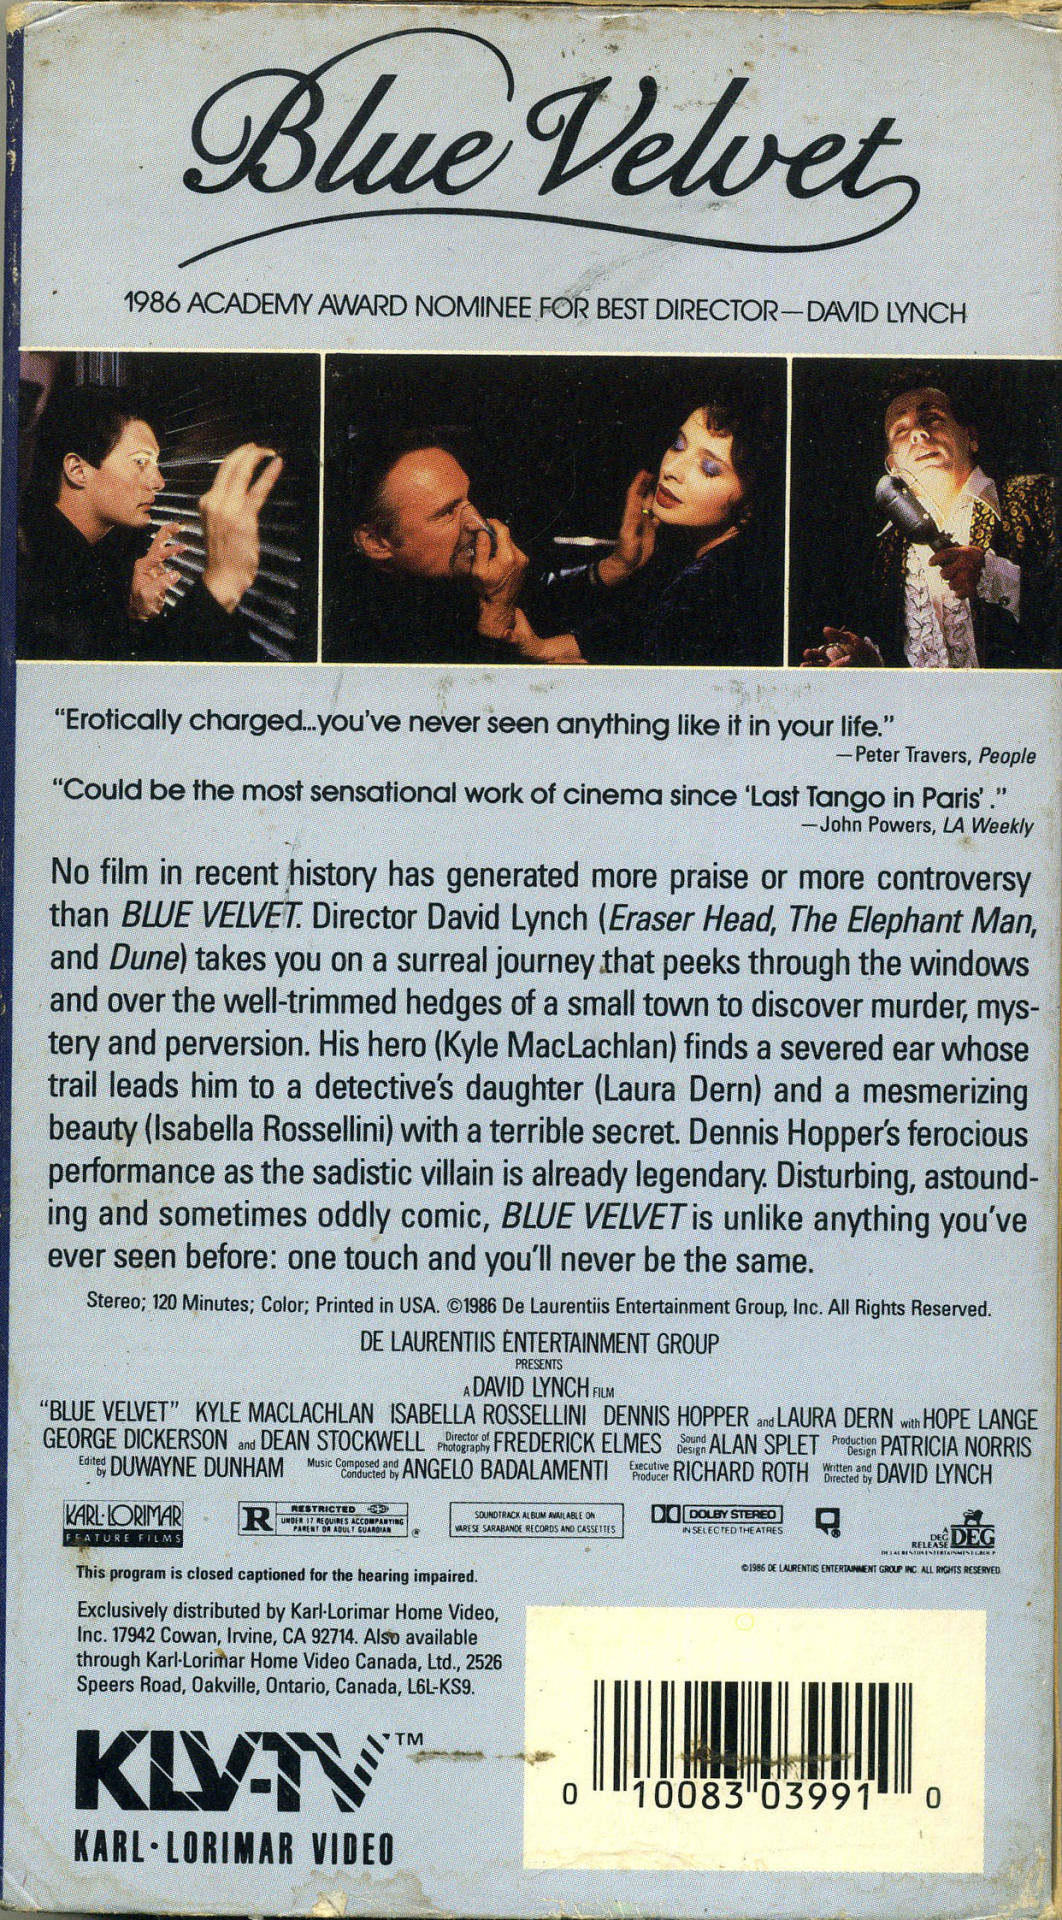 Blue Velvet
1986 ACADEMY AWARD NOMINEE FOR BEST DIRECTOR—DAVID LYNCH
“Erotically charged...you've never seen anything like it in your life.”
—Peter Travers, People
“Could be the most sensational work of cinema since 'Last Tango in Paris'.”
—John Powers, LA Weekly
No film in recent history has generated more praise or more controversy
than BLUE VELVET. Director David Lynch (Eraser Head, The Elephant Man,
and Dune) takes you on a surreal journey that peeks through the windows
and over the well-trimmed hedges of a small town to discover murder, mys-
tery and perversion. His hero (Kyle MacLachlan) finds a severed ear whose
trail leads him to a detective's daughter (Laura Dern) and a mesmerizing
beauty (Isabella Rossellini) with a terrible secret. Dennis Hopper's ferocious
performance as the sadistic villain is already legendary. Disturbing, astound-
ing and sometimes oddly comic, BLUE VELVET is unlike anything you've
ever seen before: one touch and you'll never be the same.
Stereo; 120 Minutes; Color; Printed in USA. ©1986 De Laurentiis Entertainment Group, Inc. All Rights Reserved.
DE LAURENTIIS ENTERTAINMENT GROUP
PRESENTS
A DAVID LYNCH FILM
“BLUE VELVET” KYLE MACLACHLAN ISABELLA ROSSELLINI DENNIS HOPPER and LAURA DERN with HOPE LANGE
GEORGE DICKERSON and DEAN STOCKWELL Director of Photography FREDERICK ELMES Sound Design ALAN SPLET Production Design PATRICIA NORRIS
Edited by DUWAYNE DUNHAM Music Composed and Conducted by ANGELO BADALAMENTI Executive Producer RICHARD ROTH Written and Directed by DAVID LYNCH
KARL·LORIMAR
FEATURE FILMS
R RESTRICTED
UNDER 17 REQUIRES ACCOMPANYING
PARENT OR ADULT GUARDIAN
®
SOUNDTRACK ALBUM AVAILABLE ON
VARESE SARABANDE RECORDS AND CASSETTES
DOLBY STEREO
IN SELECTED THEATRES
®
A
DEG
RELEASE
DEG
DE LAURENTIIS ENTERTAINMENT GROUP
This program is closed captioned for the hearing impaired.
©1986 DE LAURENTIIS ENTERTAINMENT GROUP INC. ALL RIGHTS RESERVED
Exclusively distributed by Karl·Lorimar Home Video,
Inc. 17942 Cowan, Irvine, CA 92714. Also available
through Karl·Lorimar Home Video Canada, Ltd., 2526
Speers Road, Oakville, Ontario, Canada, L6L-KS9.
KLV-TV™
KARL·LORIMAR VIDEO
0 10083 03991 0